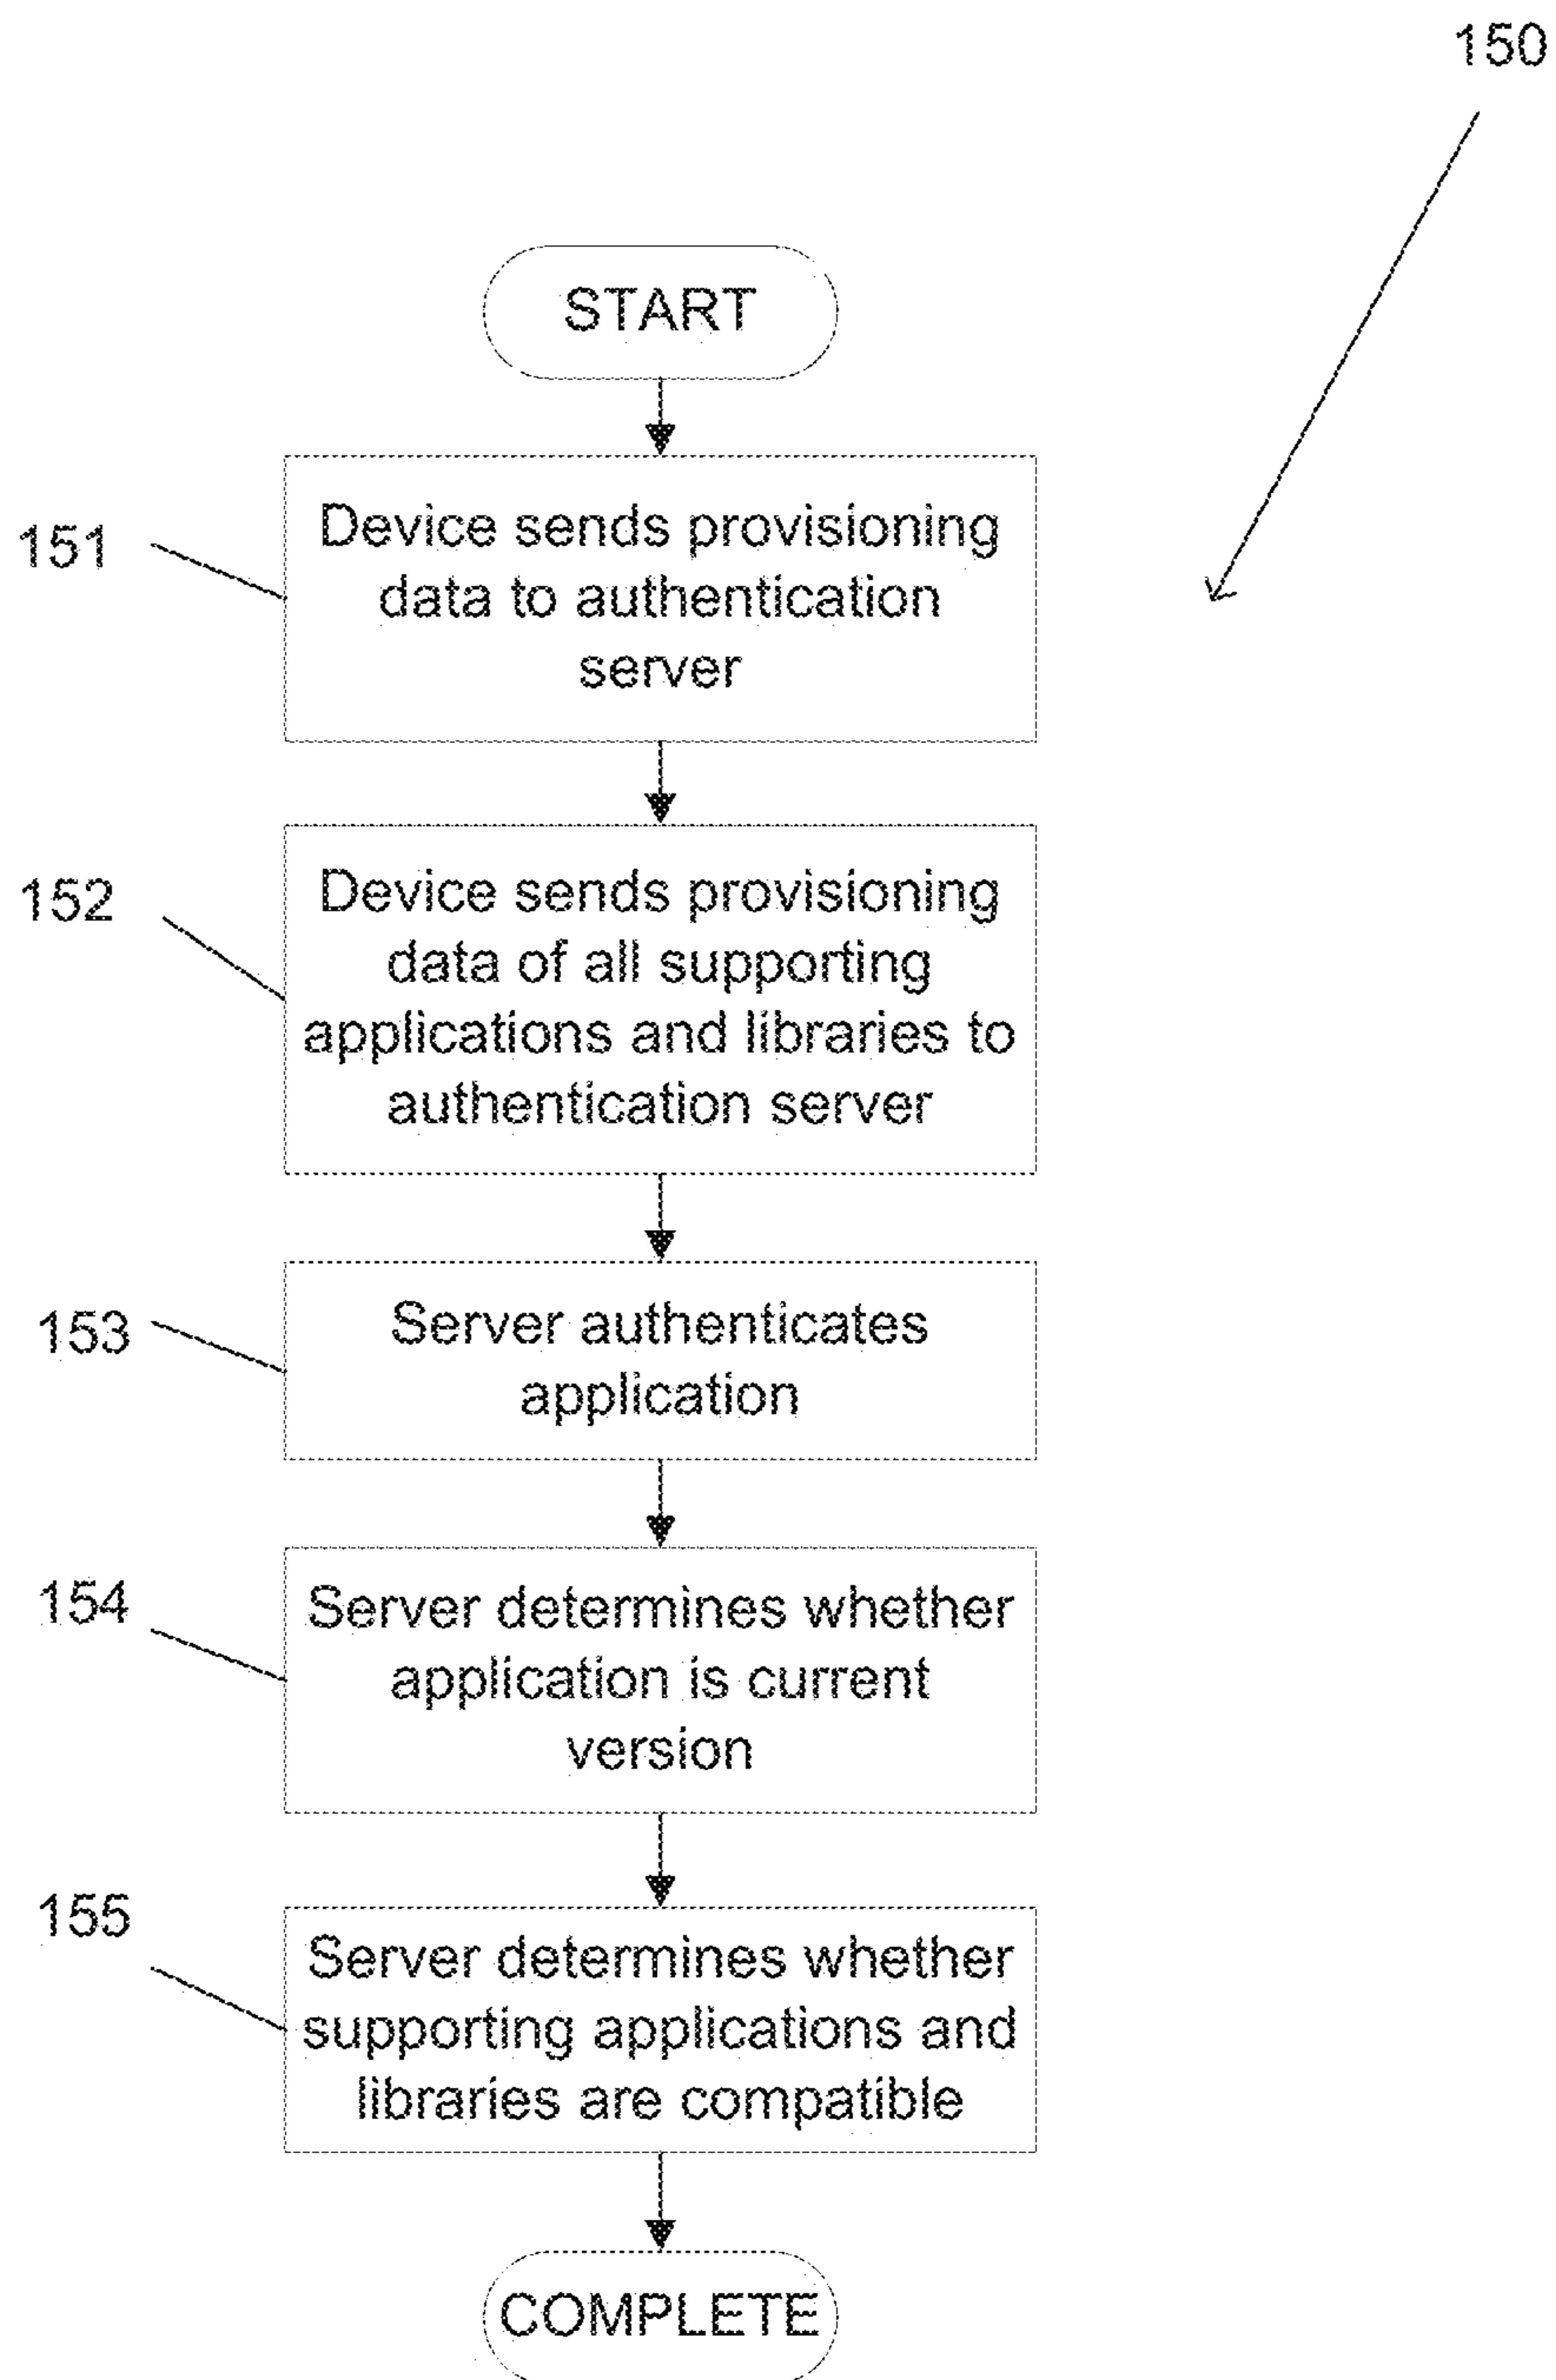 150
START
151
Device sends provisioning
data to authentication
server
152
Device sends provisioning
data of all supporting
applications and libraries to
authentication server
153
Server authenticates
application
154
Server determines whether
application is current
version
155
Server determines whether
supporting applications and
libraries are compatible
COMPLETE